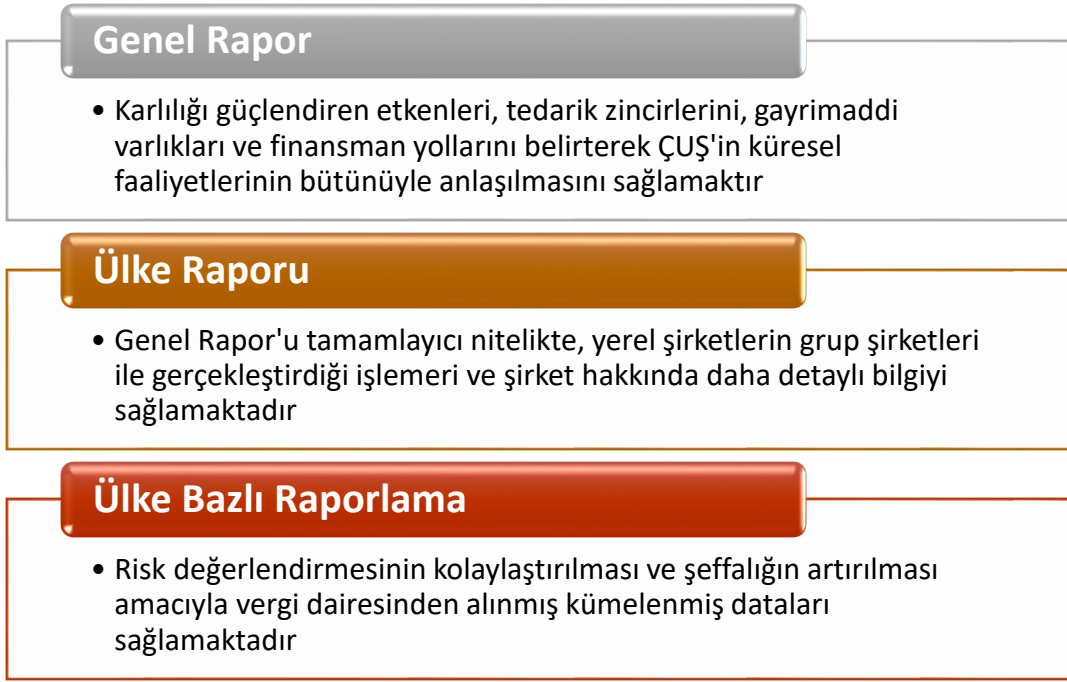 Genel Rapor
• Karlılığı güçlendiren etkenleri, tedarik zincirlerini, gayrimaddi
varlıkları ve finansman yollarını belirterek ÇUŞ'in küresel
faaliyetlerinin bütünüyle anlaşılmasını sağlamaktır
Ülke Raporu
• Genel Rapor'u tamamlayıcı nitelikte, yerel şirketlerin grup şirketleri
ile gerçekleştirdiği işlemeri ve şirket hakkında daha detaylı bilgiyi
sağlamaktadır
Ülke Bazlı Raporlama
• Risk değerlendirmesinin kolaylaştırılması ve şeffalığın artırılması
amacıyla vergi dairesinden alınmış kümelenmiş dataları
sağlamaktadır